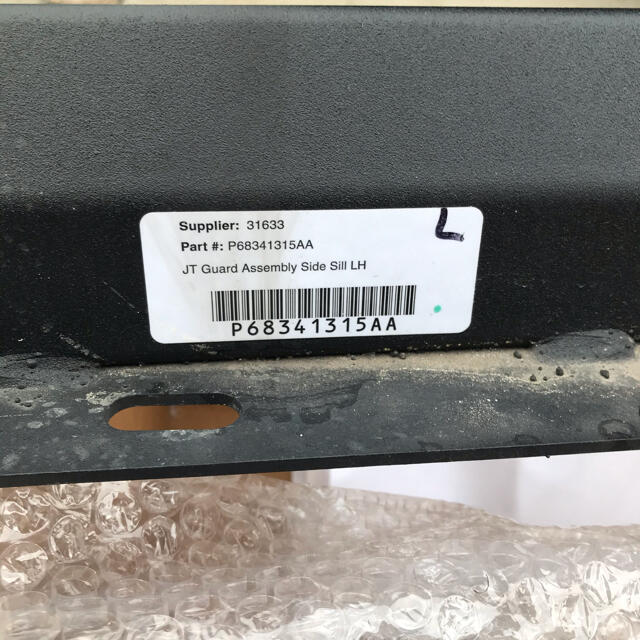 Supplier: 31633
Part #: P68341315AA
JT Guard Assembly Side Sill LH
P68341315AA
L